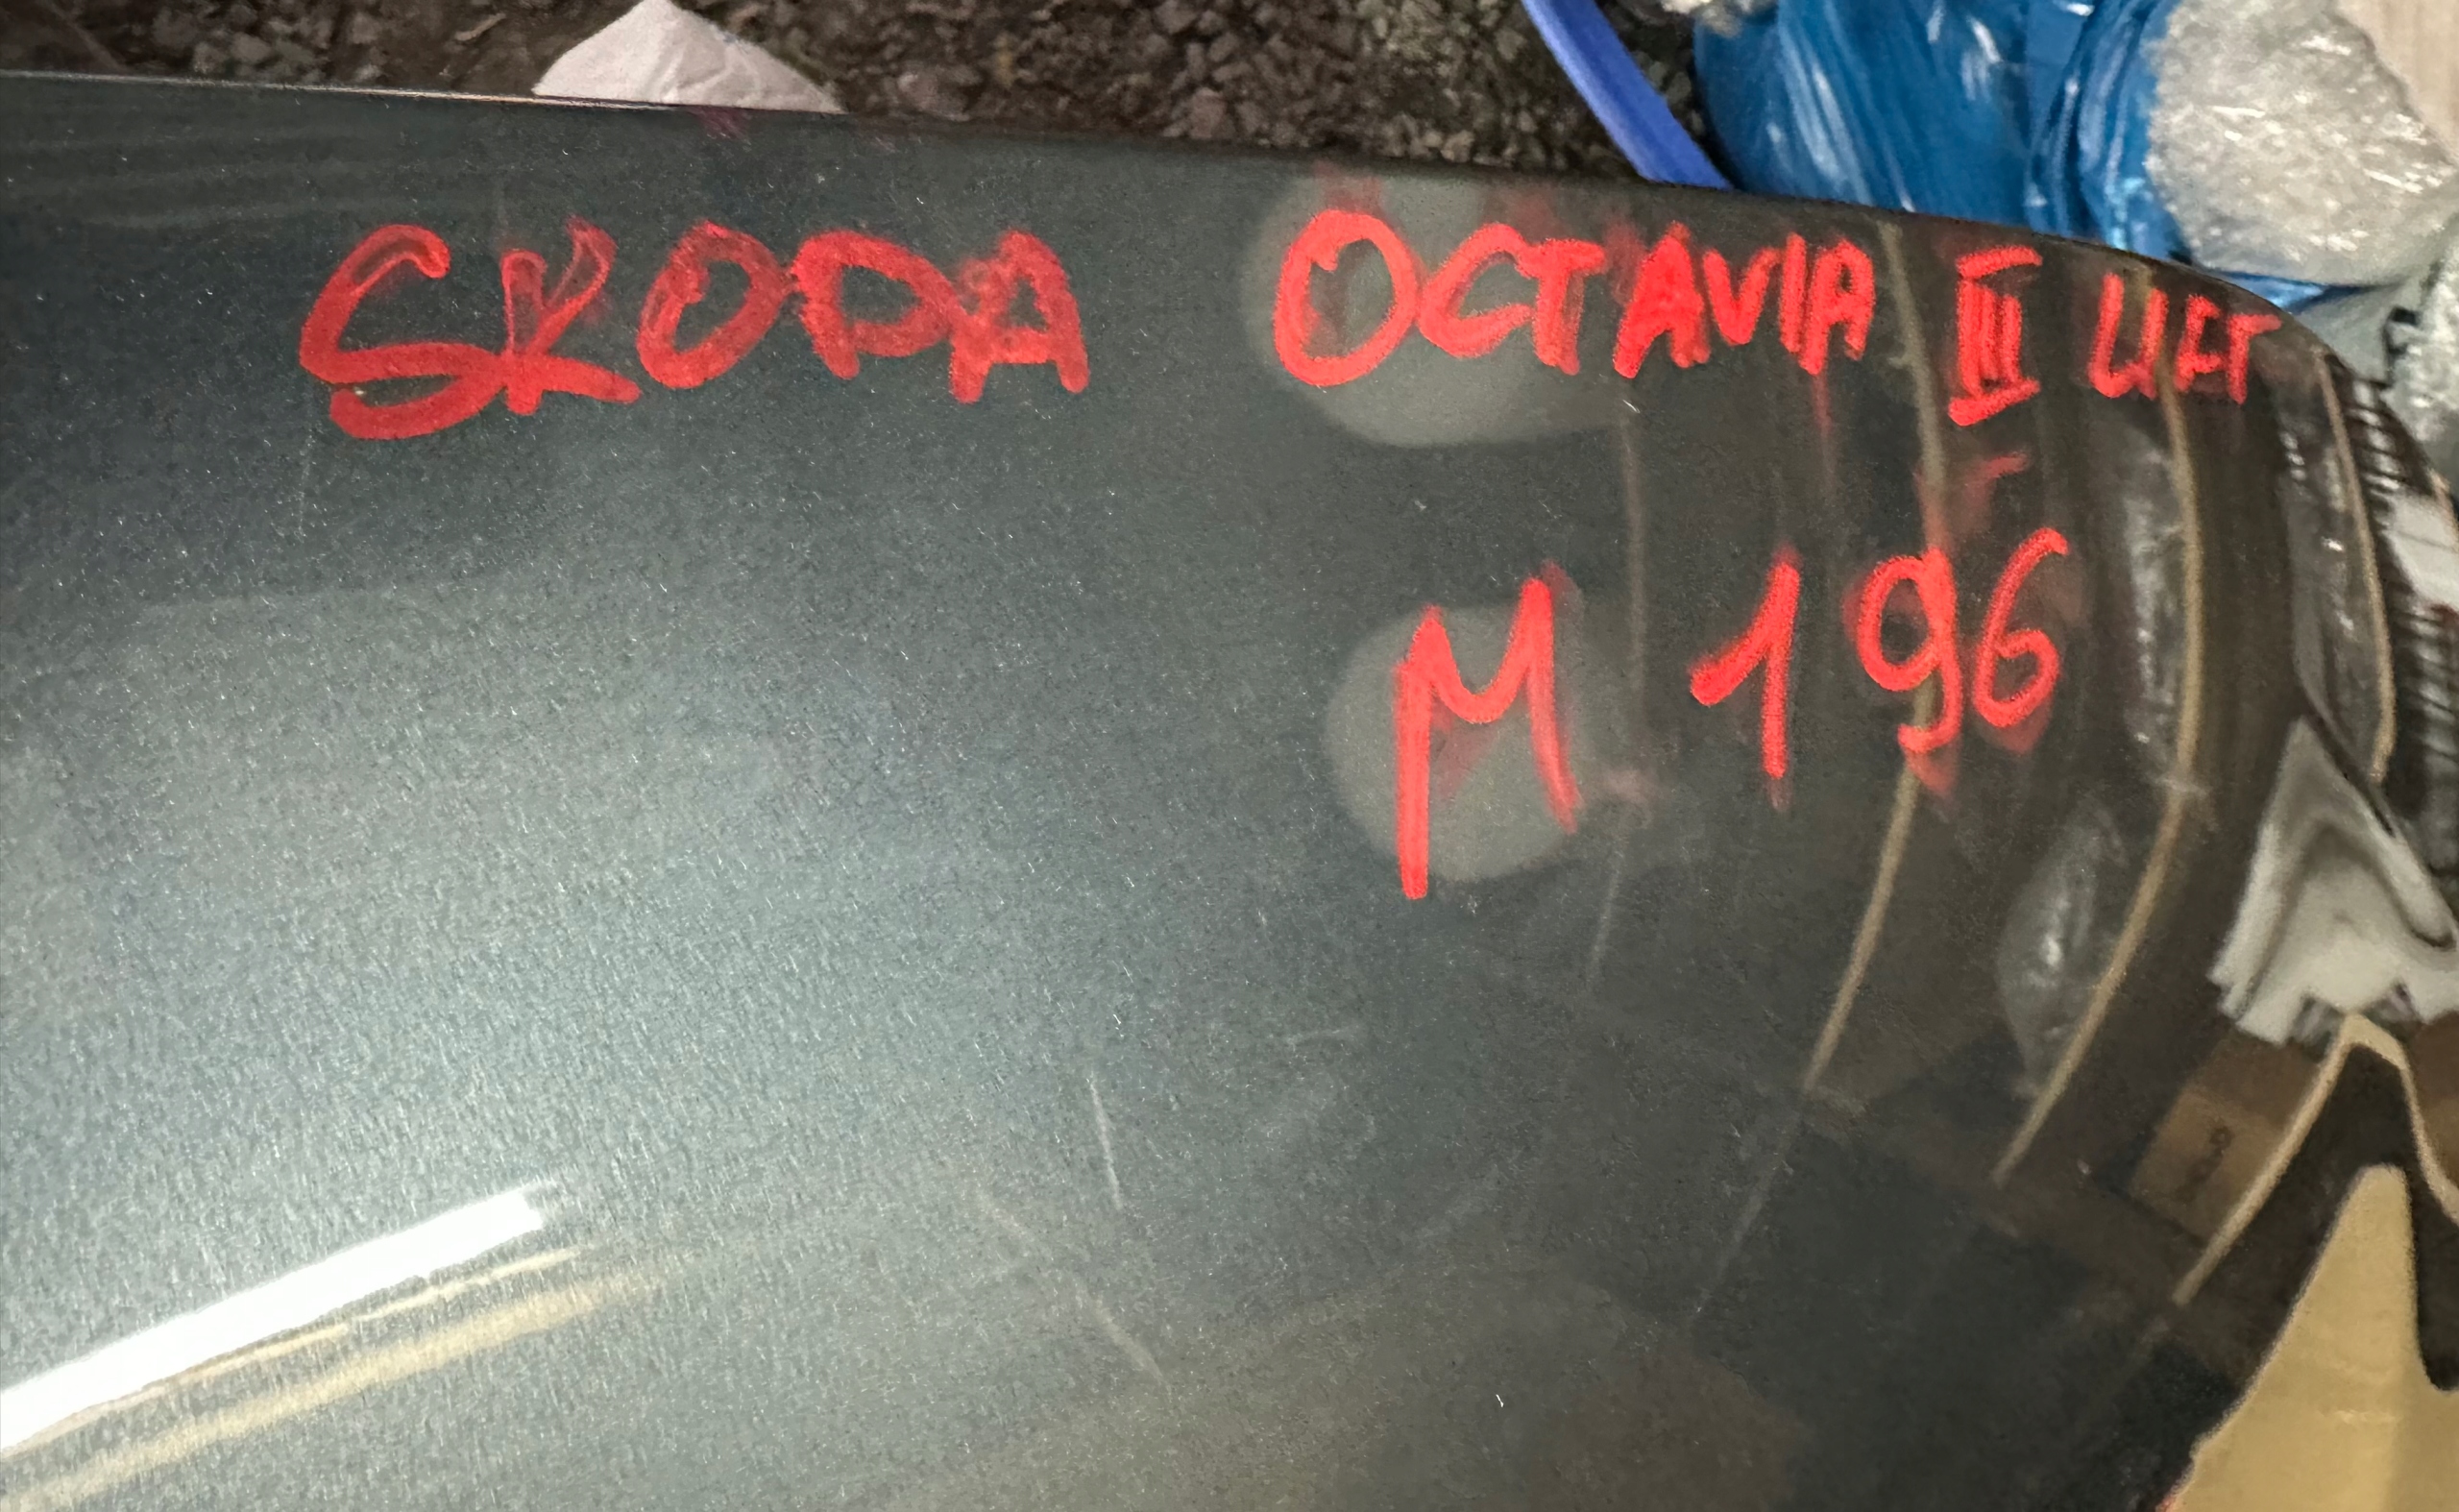 SKODA OCTAVIA III LIFT
M 196